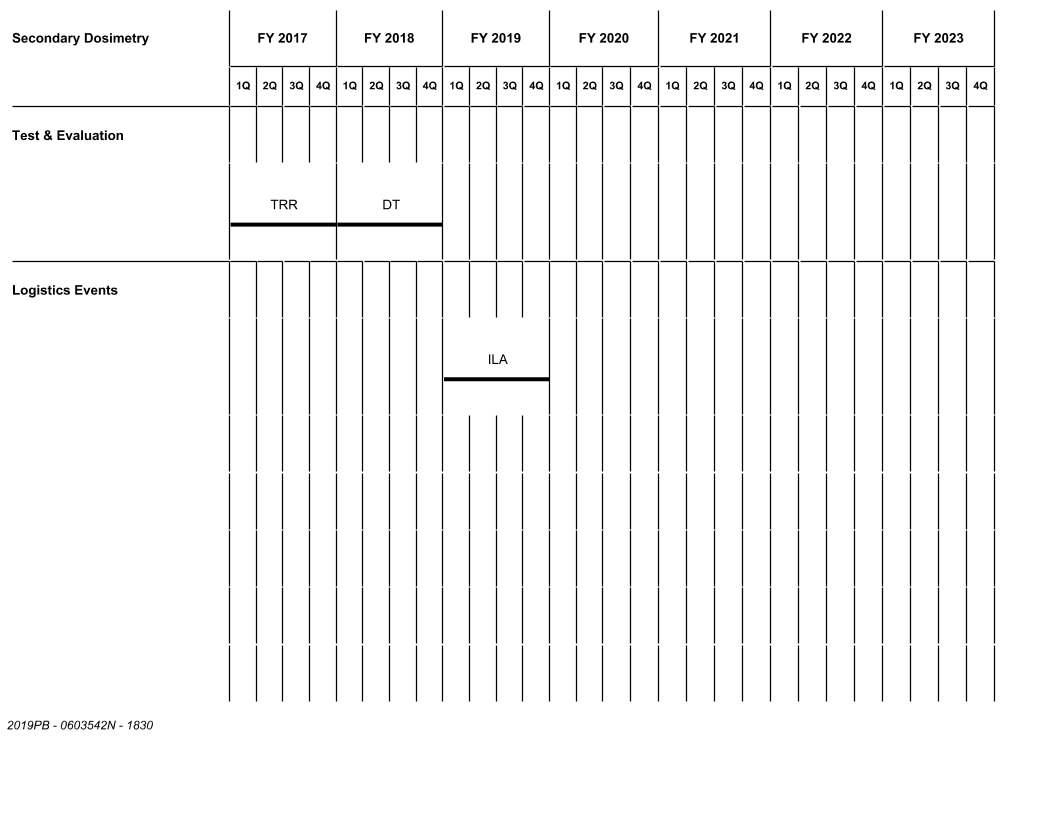 Secondary Dosimetry FY 2017 FY 2018 FY 2019 FY 2020 FY 2021 FY 2022 FY 2023
1Q 2Q 3Q 4Q 1Q 2Q 3Q 4Q 1Q 2Q 3Q 4Q 1Q 2Q 3Q 4Q 1Q 2Q 3Q 4Q 1Q 2Q 3Q 4Q 1Q 2Q 3Q 4Q
Test & Evaluation
TRR DT
Logistics Events
ILA
2019PB - 0603542N - 1830